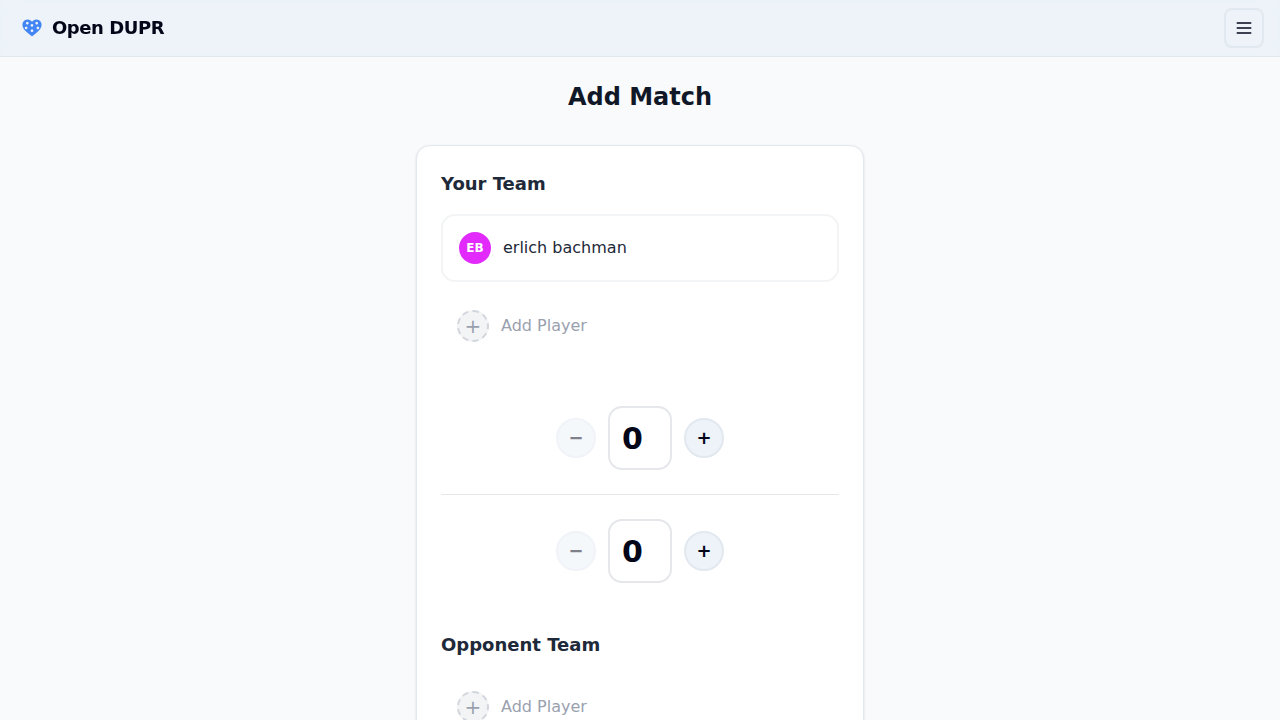 Open DUPR
Add Match
Your Team
EB erlich bachman
+ Add Player
− 0 +
− 0 +
Opponent Team
+ Add Player